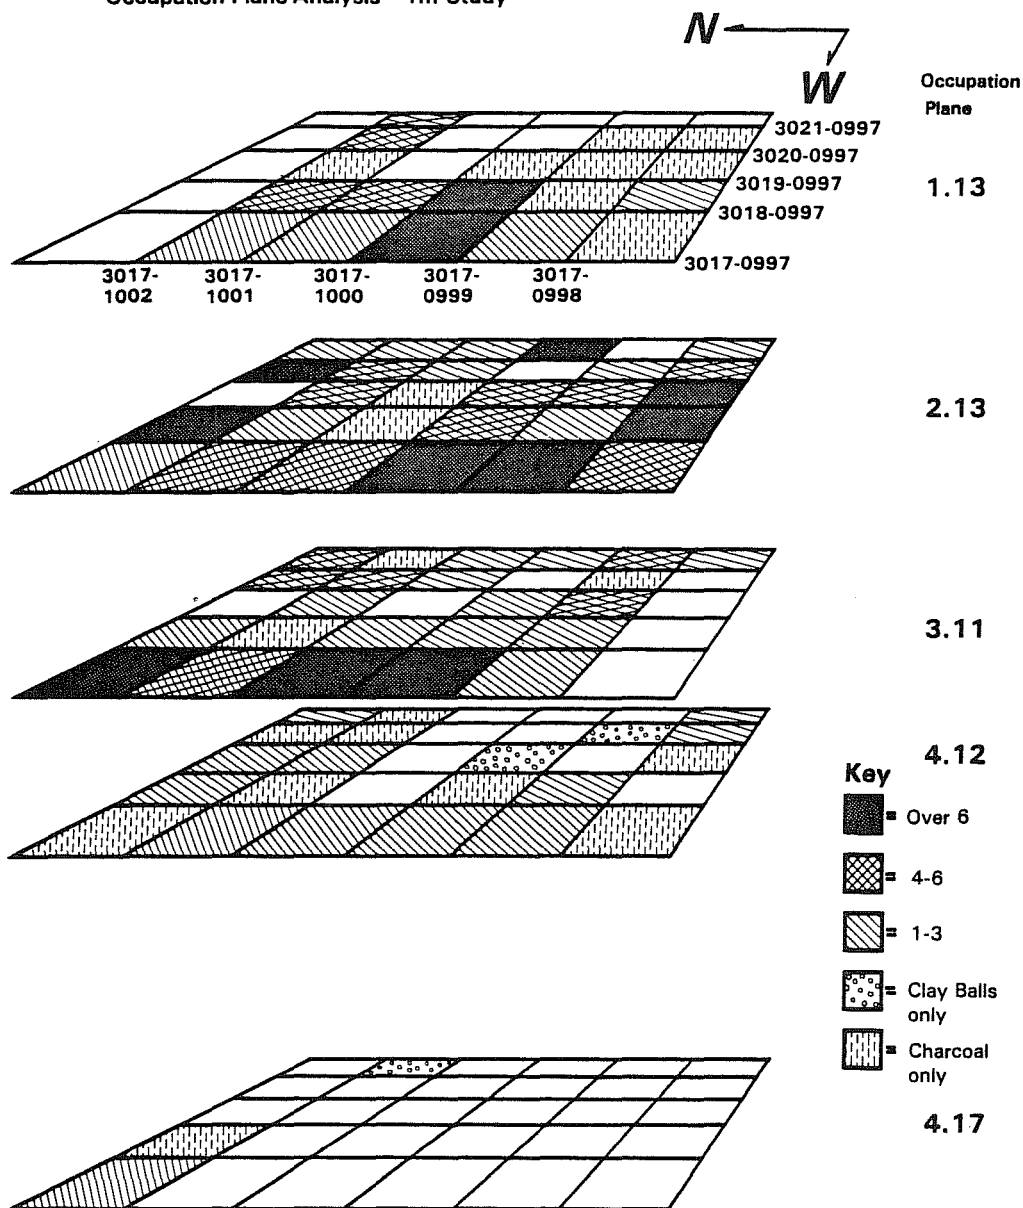 Occupation Plane Analysis - 1m Study
N
W
Occupation
Plane
3021-0997
3020-0997
3019-0997
3018-0997
3017-0997
1.13
3017-
1002
3017-
1001
3017-
1000
3017-
0999
3017-
0998
2.13
3.11
4.12
Key
= Over 6
= 4-6
= 1-3
= Clay Balls
only
= Charcoal
only
4.17